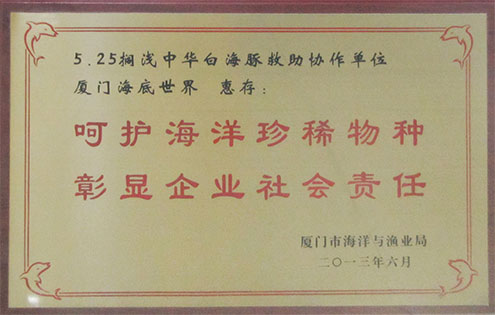 5.25搁浅中华白海豚救助协作单位
厦门海底世界 惠存：
呵护海洋珍稀物种
彰显企业社会责任
厦门市海洋与渔业局
二〇一三年六月